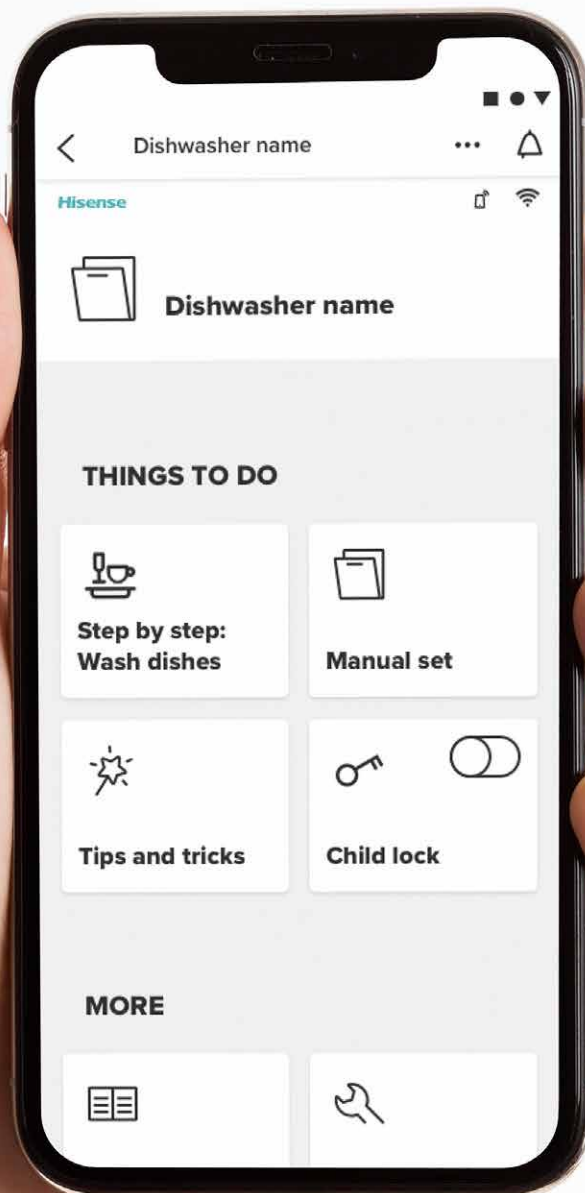 Dishwasher name
Hisense
Dishwasher name
THINGS TO DO
Step by step:
Wash dishes
Manual set
Tips and tricks
Child lock
MORE